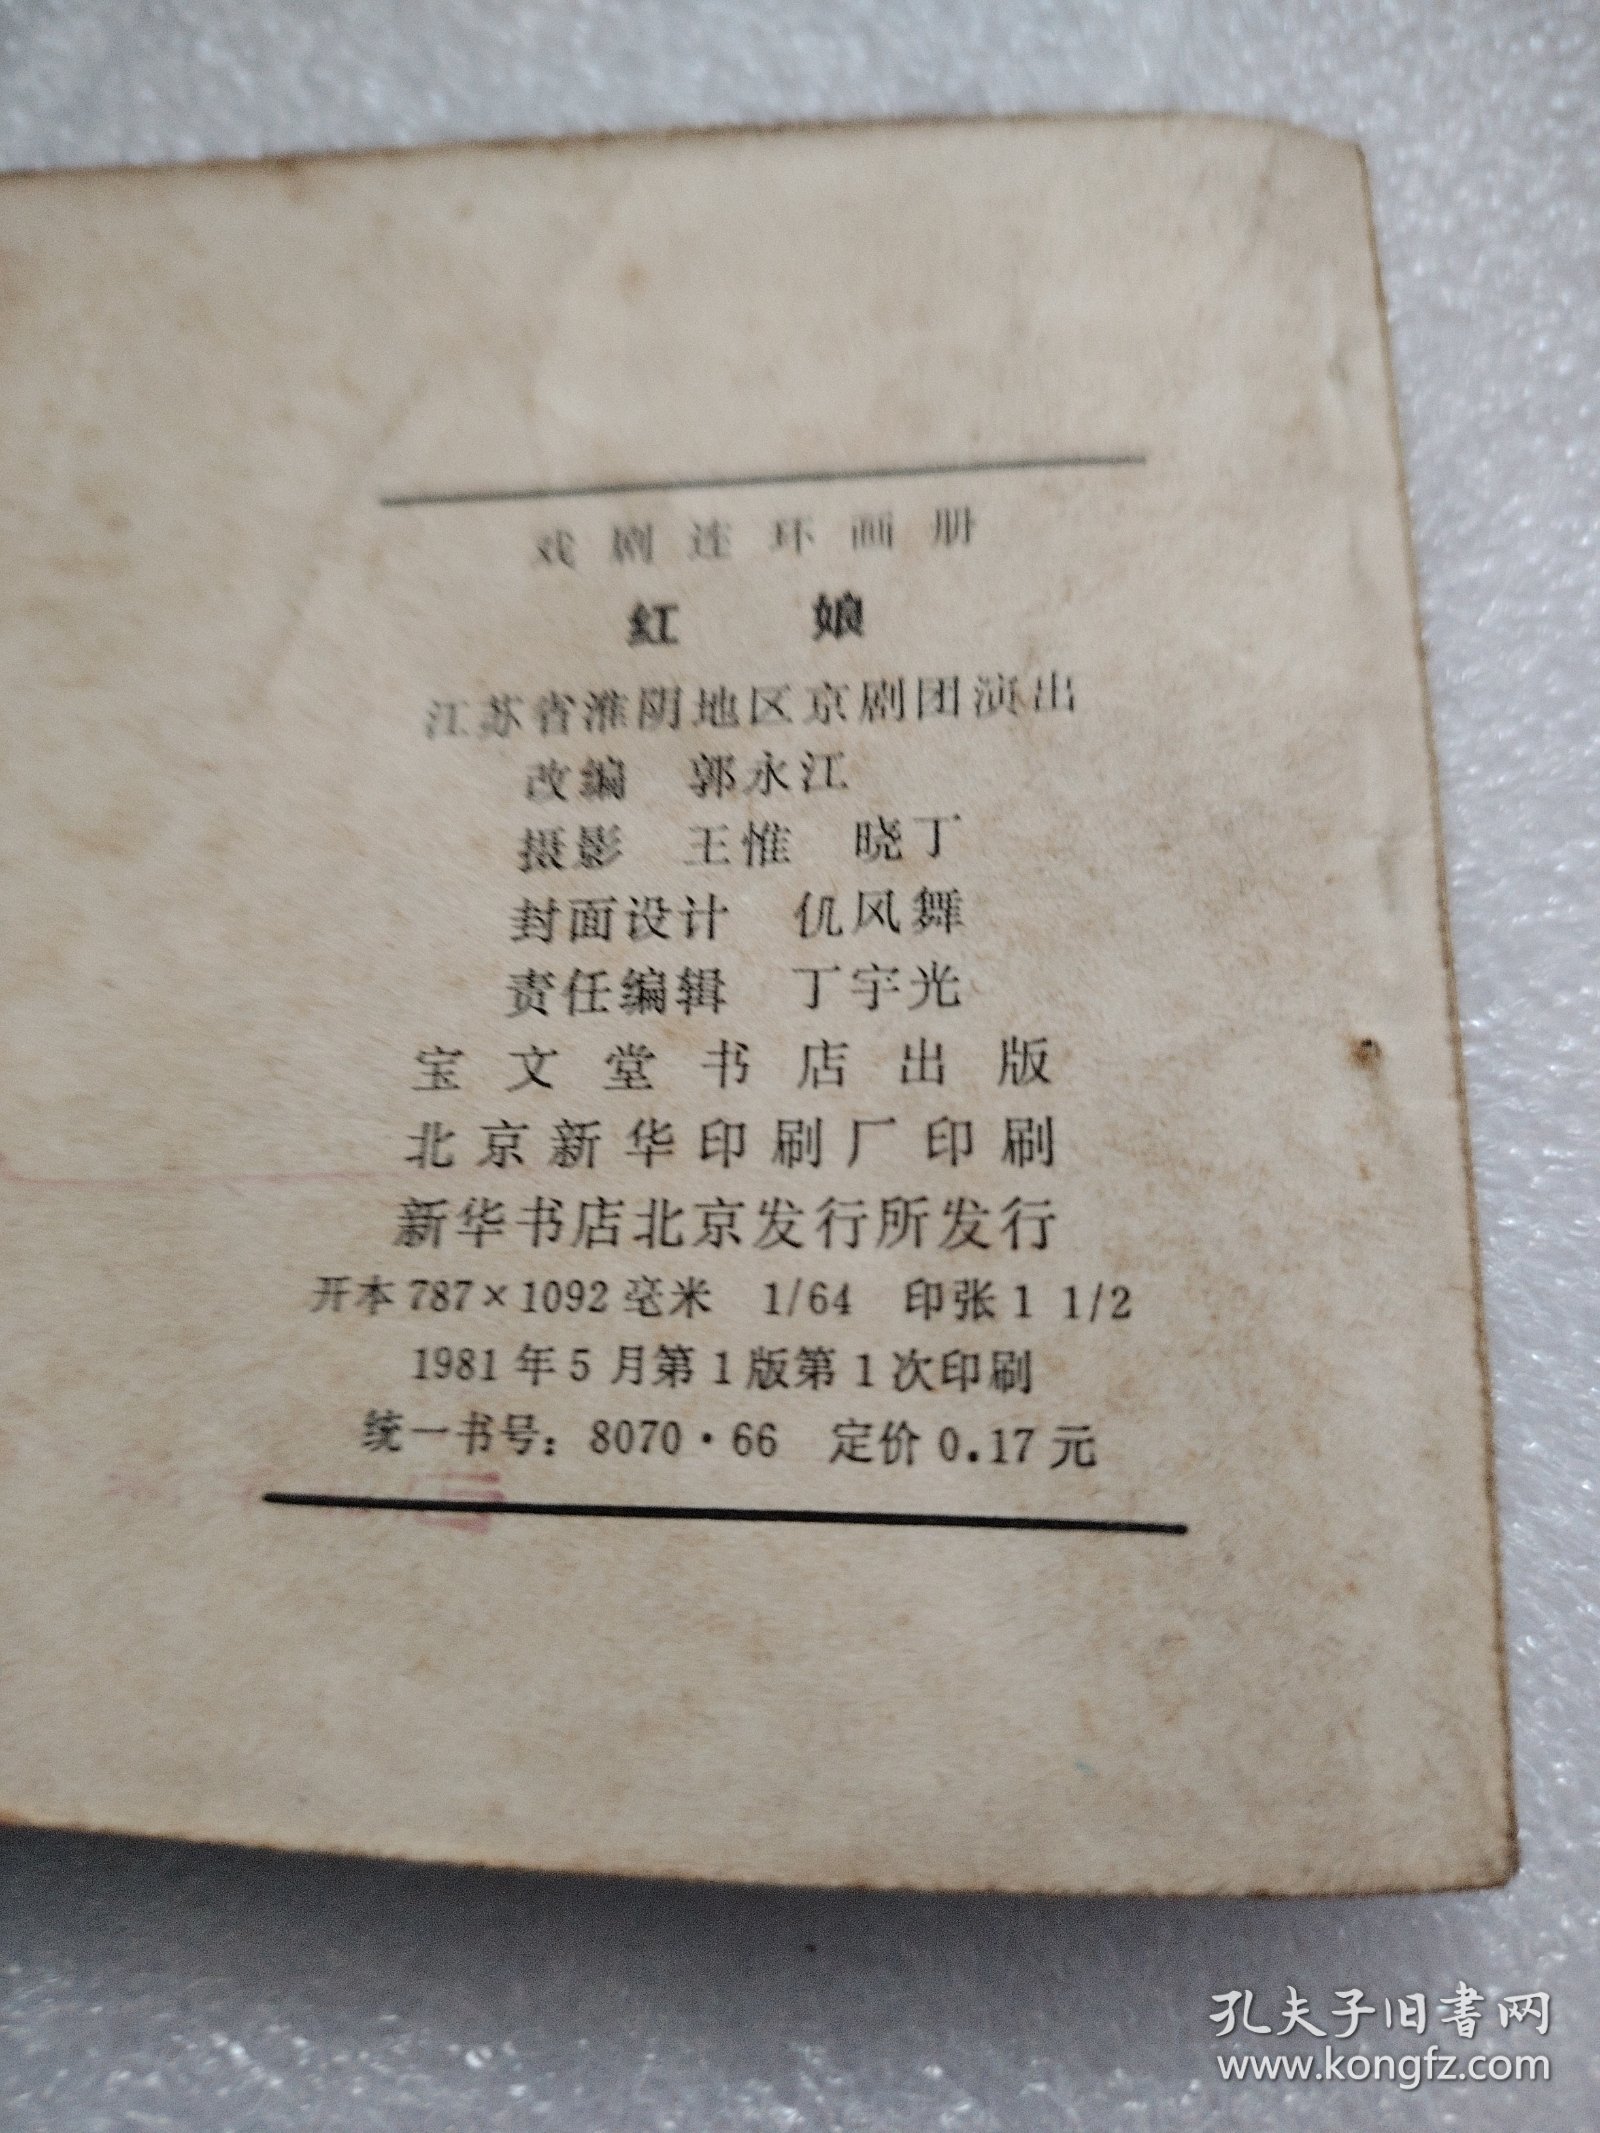 戏剧连环画册
紅娘
江苏省淮阴地区京剧团演出
改编 郭永江
摄影 王惟 晓丁
封面设计 仉风舞
责任编辑 丁宇光
宝文堂书店出版
北京新华印刷厂印刷
新华书店北京发行所发行
开本 787×1092 毫米 1/64 印张 1 1/2
1981 年 5 月第 1 版第 1 次印刷
统一书号：8070·66 定价 0.17 元
孔夫子旧書网
www.kongfz.com